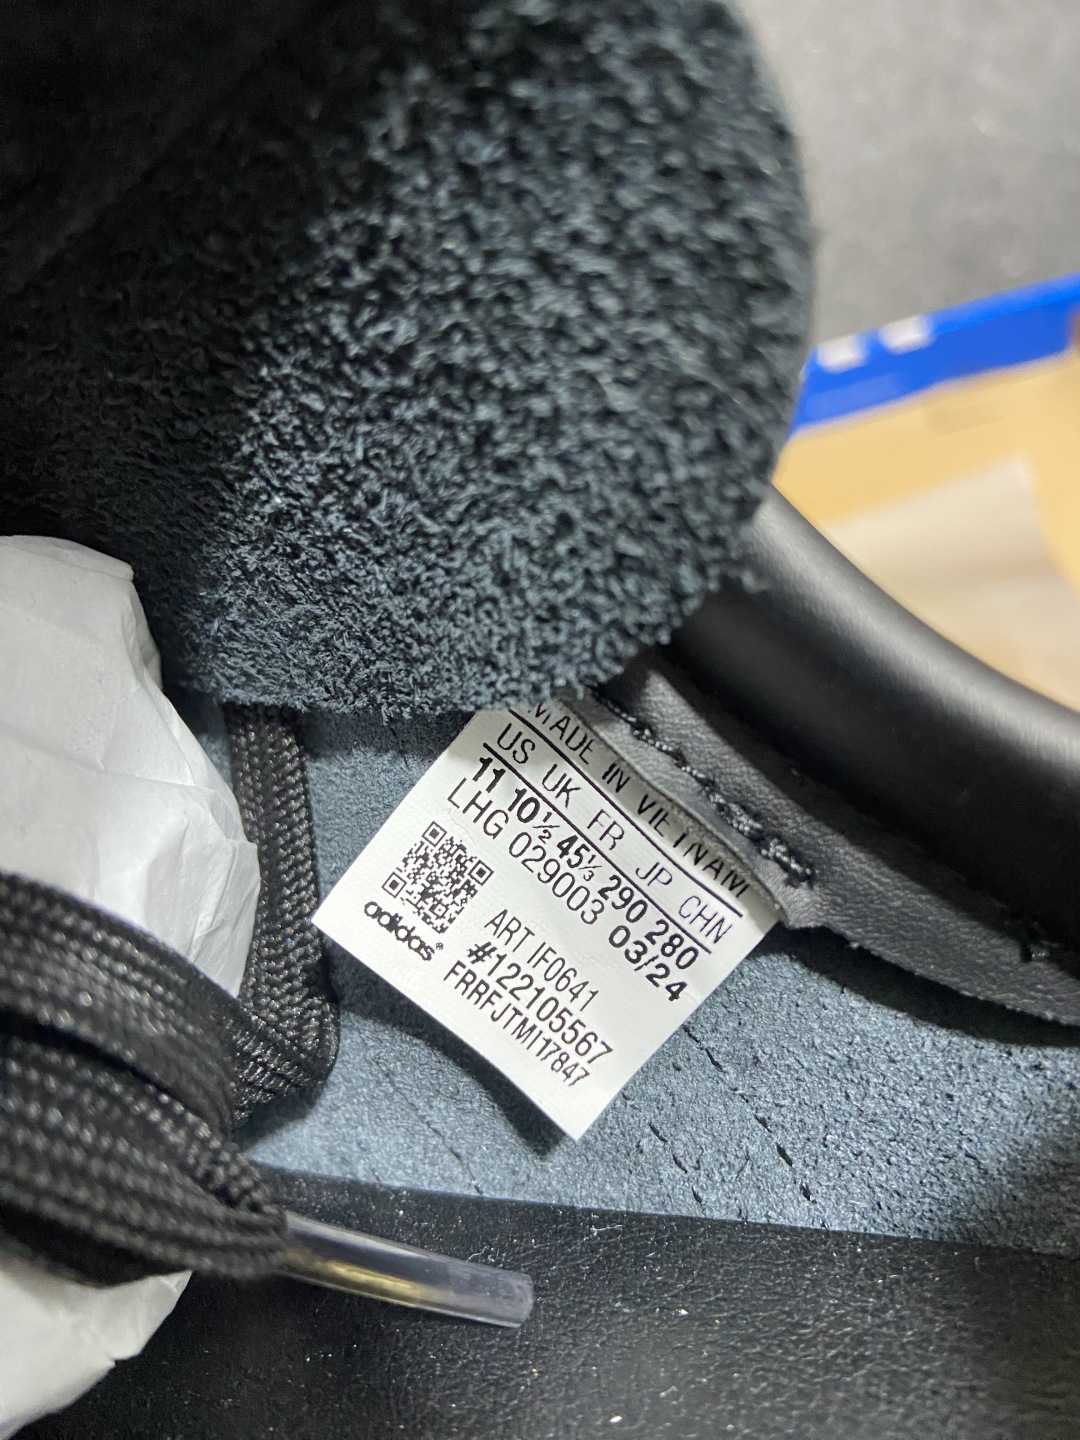 MADE IN VIETNAM
US UK FR JP CHN
11 10½ 45⅓ 290 280
LHG 029003 03/24
ART IF0641
#122105567
FRRFJTM17847
adidas®